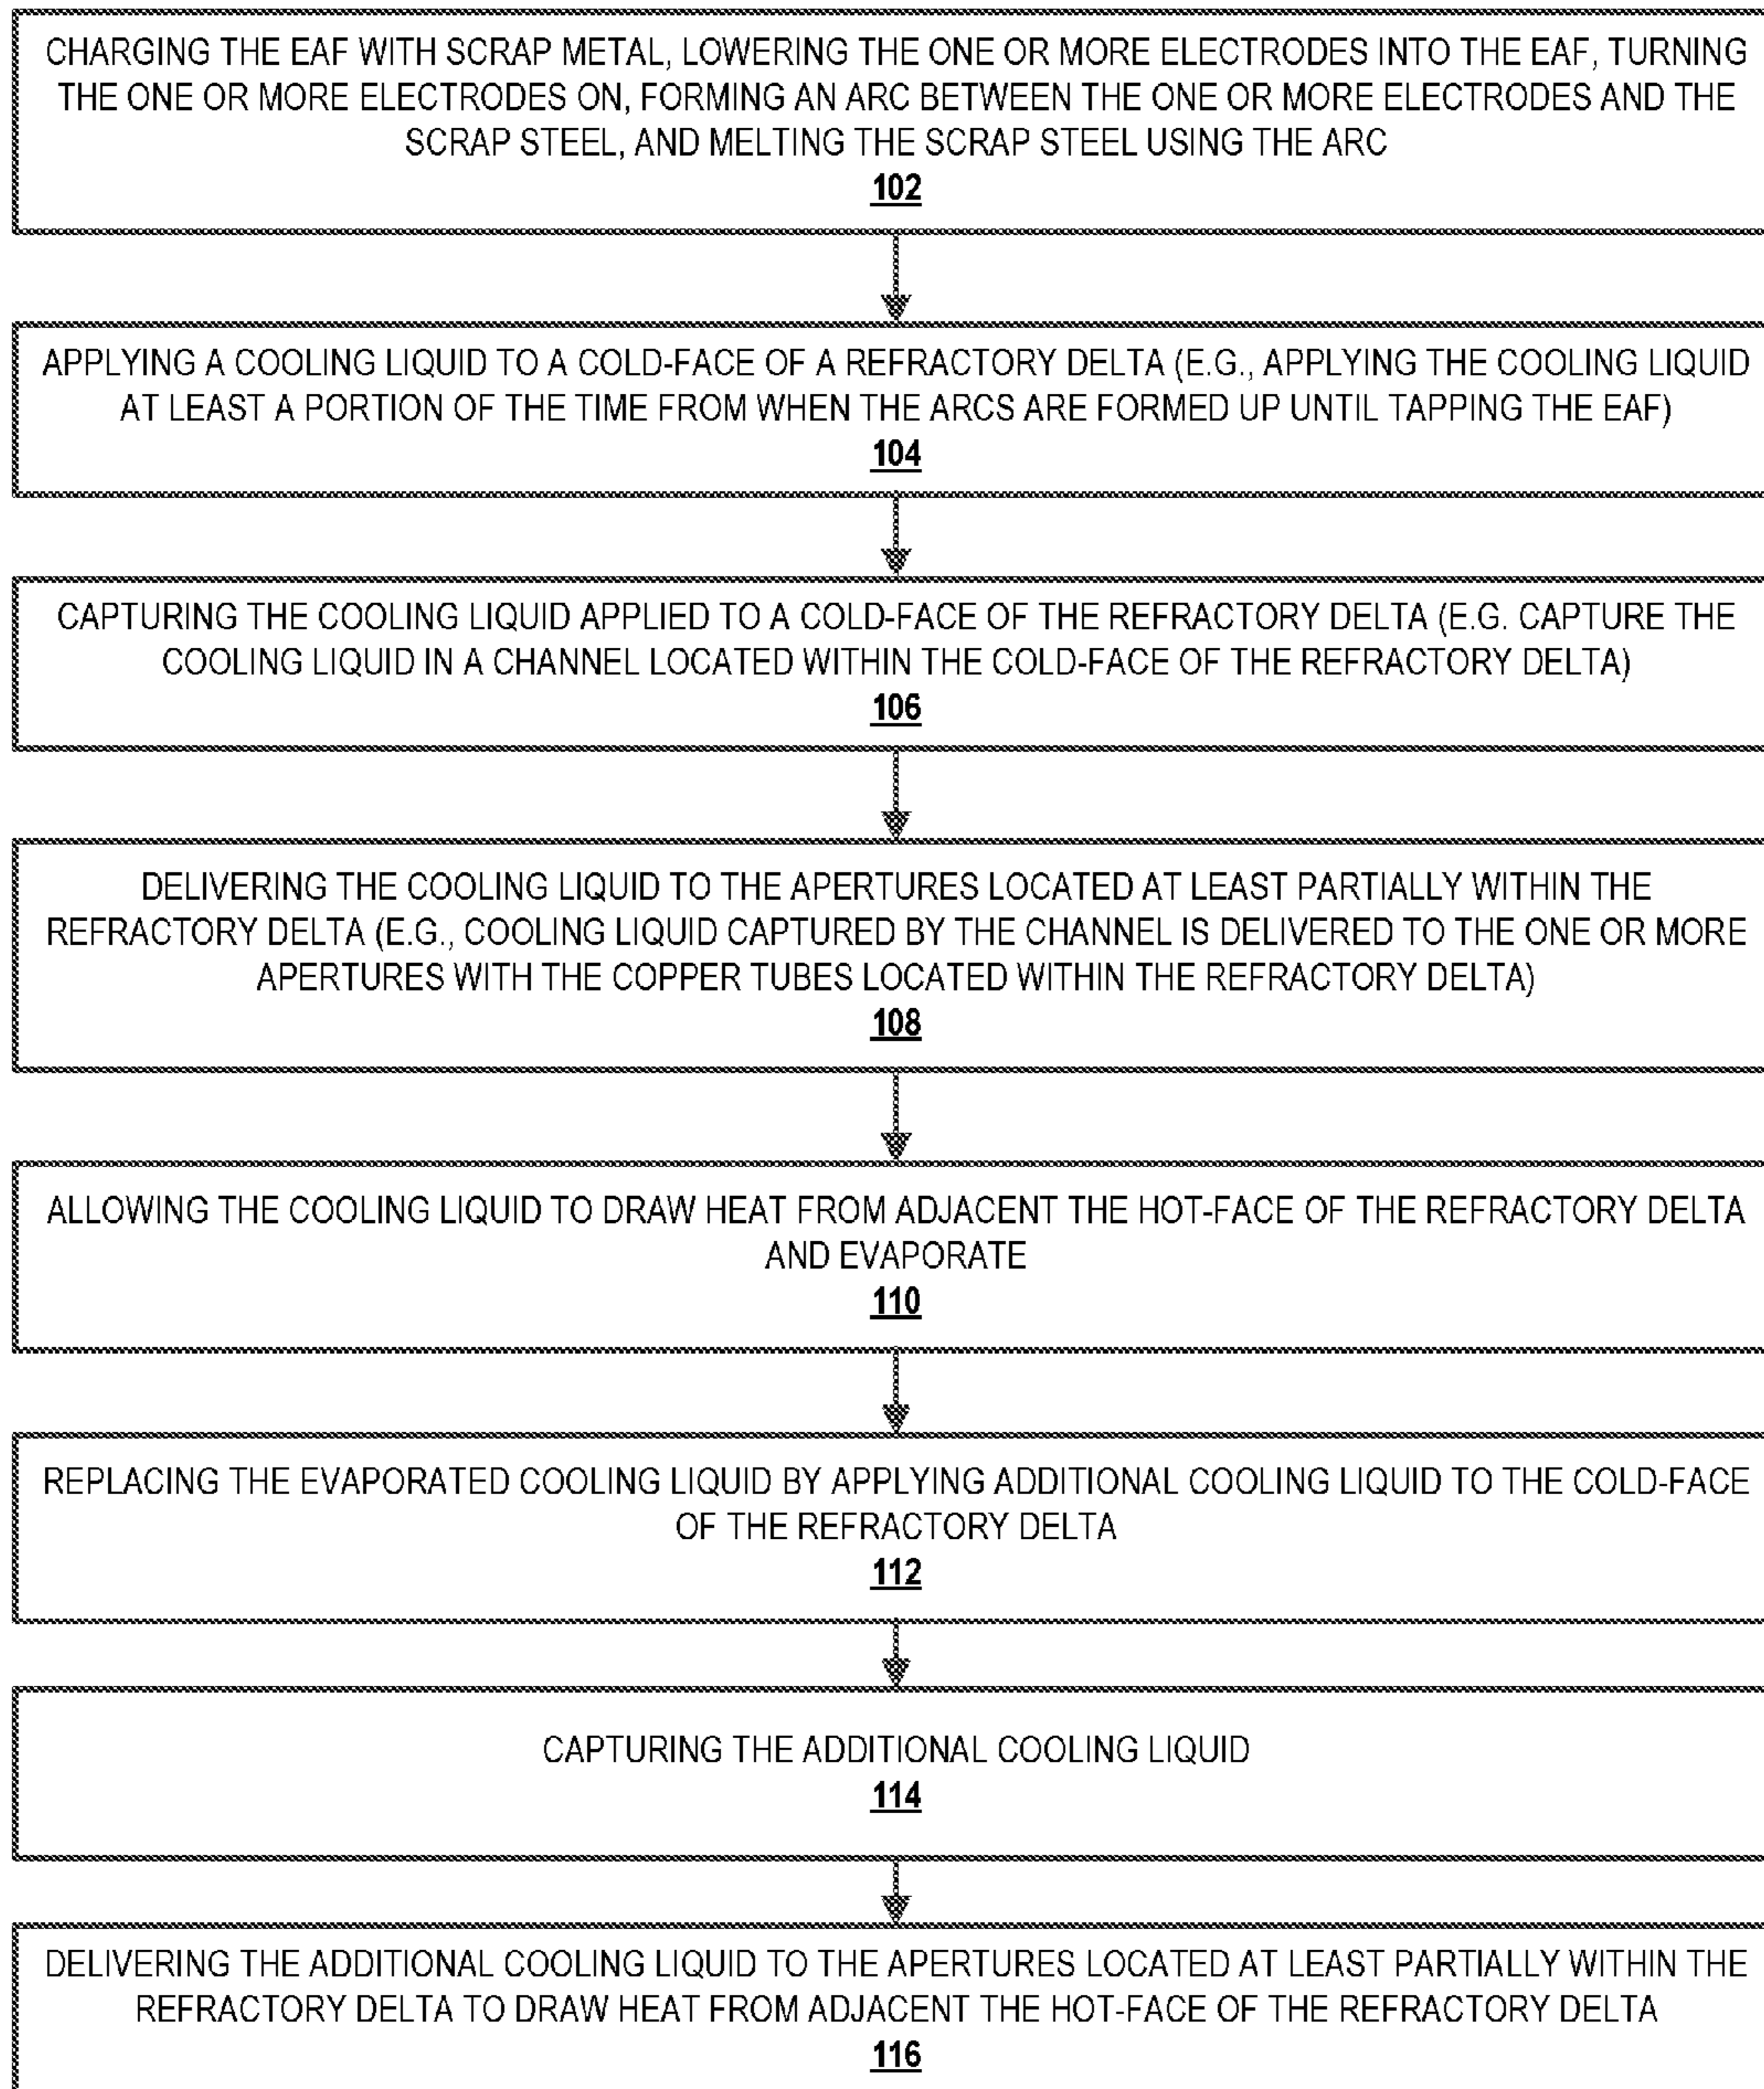 CHARGING THE EAF WITH SCRAP METAL, LOWERING THE ONE OR MORE ELECTRODES INTO THE EAF, TURNING
THE ONE OR MORE ELECTRODES ON, FORMING AN ARC BETWEEN THE ONE OR MORE ELECTRODES AND THE
SCRAP STEEL, AND MELTING THE SCRAP STEEL USING THE ARC
102
APPLYING A COOLING LIQUID TO A COLD-FACE OF A REFRACTORY DELTA (E.G., APPLYING THE COOLING LIQUID
AT LEAST A PORTION OF THE TIME FROM WHEN THE ARCS ARE FORMED UP UNTIL TAPPING THE EAF)
104
CAPTURING THE COOLING LIQUID APPLIED TO A COLD-FACE OF THE REFRACTORY DELTA (E.G. CAPTURE THE
COOLING LIQUID IN A CHANNEL LOCATED WITHIN THE COLD-FACE OF THE REFRACTORY DELTA)
106
DELIVERING THE COOLING LIQUID TO THE APERTURES LOCATED AT LEAST PARTIALLY WITHIN THE
REFRACTORY DELTA (E.G., COOLING LIQUID CAPTURED BY THE CHANNEL IS DELIVERED TO THE ONE OR MORE
APERTURES WITH THE COPPER TUBES LOCATED WITHIN THE REFRACTORY DELTA)
108
ALLOWING THE COOLING LIQUID TO DRAW HEAT FROM ADJACENT THE HOT-FACE OF THE REFRACTORY DELTA
AND EVAPORATE
110
REPLACING THE EVAPORATED COOLING LIQUID BY APPLYING ADDITIONAL COOLING LIQUID TO THE COLD-FACE
OF THE REFRACTORY DELTA
112
CAPTURING THE ADDITIONAL COOLING LIQUID
114
DELIVERING THE ADDITIONAL COOLING LIQUID TO THE APERTURES LOCATED AT LEAST PARTIALLY WITHIN THE
REFRACTORY DELTA TO DRAW HEAT FROM ADJACENT THE HOT-FACE OF THE REFRACTORY DELTA
116